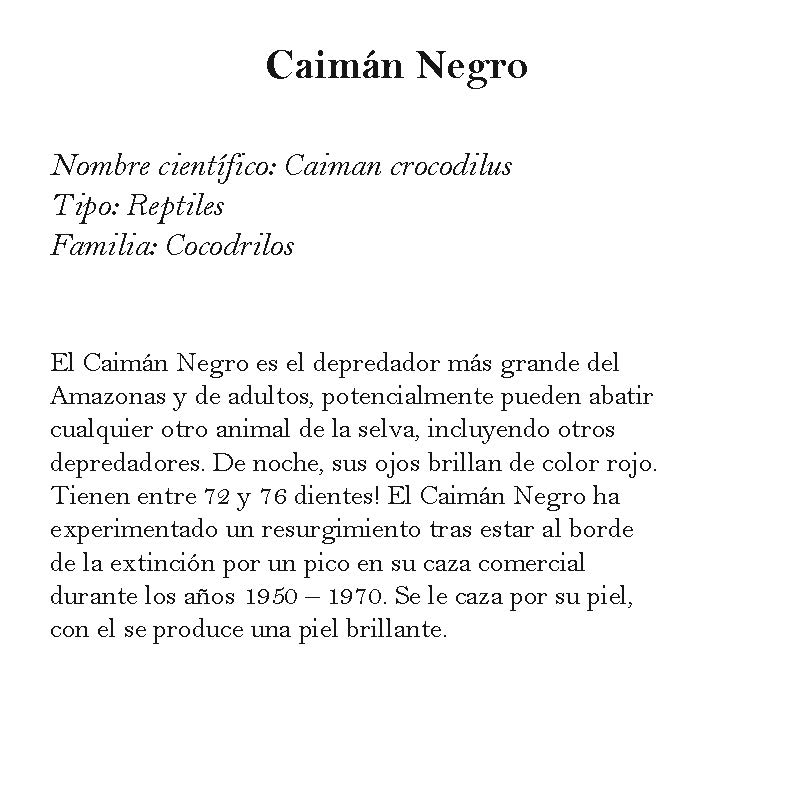 Caimán Negro
Nombre científico: Caiman crocodilus
Tipo: Reptiles
Familia: Cocodrilos
El Caimán Negro es el depredador más grande del
Amazonas y de adultos, potencialmente pueden abatir
cualquier otro animal de la selva, incluyendo otros
depredadores. De noche, sus ojos brillan de color rojo.
Tienen entre 72 y 76 dientes! El Caimán Negro ha
experimentado un resurgimiento tras estar al borde
de la extinción por un pico en su caza comercial
durante los años 1950 – 1970. Se le caza por su piel,
con el se produce una piel brillante.